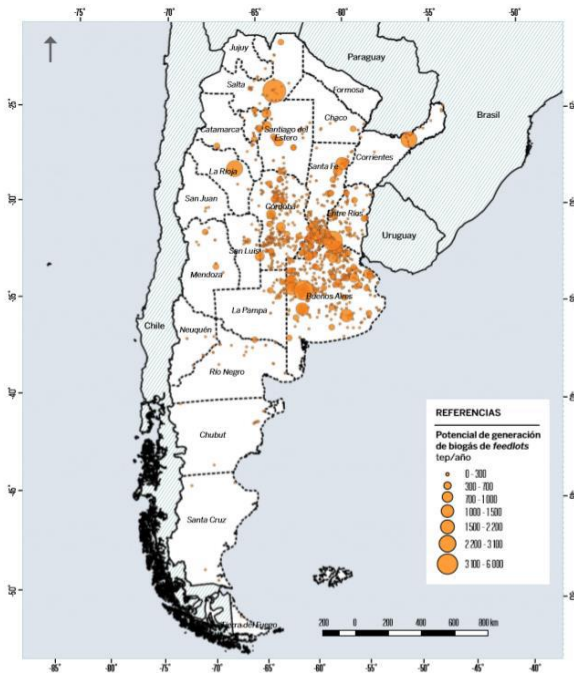 -85° -80° -75° -70° -65° -60° -55° -50° -45° -40°
Jujuy
Paraguay
Salta
Formosa
Brasil
Chaco
Catamarca
Santiago del
Estero
Corrientes
Santa Fe
La Rioja
San Juan
Córdoba
Entre Ríos
Uruguay
San Luis
Mendoza
Buenos Aires
La Pampa
Chile
Neuquén
Río Negro
Chubut
Santa Cruz
Tierra del Fuego
REFERENCIAS
Potencial de generación
de biogás de feedlots
tep/año
0 - 300
300 - 700
700 - 1 000
1 000 - 1 500
1 500 - 2 200
2 200 - 3 100
3 100 - 6 000
200 0 200 400 600 800 km
-85° -80° -75° -70° -65° -60° -55° -50° -45°